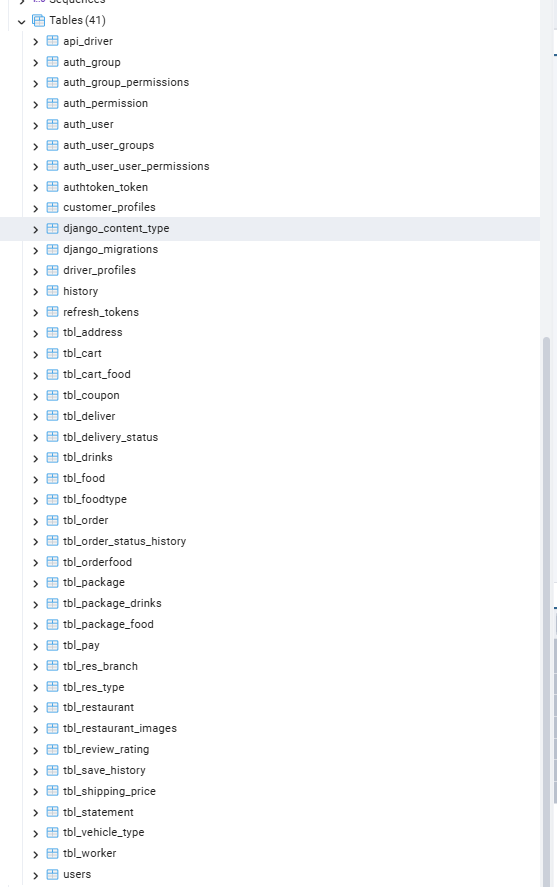 Sequences
Tables (41)
api_driver
auth_group
auth_group_permissions
auth_permission
auth_user
auth_user_groups
auth_user_user_permissions
authtoken_token
customer_profiles
django_content_type
django_migrations
driver_profiles
history
refresh_tokens
tbl_address
tbl_cart
tbl_cart_food
tbl_coupon
tbl_deliver
tbl_delivery_status
tbl_drinks
tbl_food
tbl_foodtype
tbl_order
tbl_order_status_history
tbl_orderfood
tbl_package
tbl_package_drinks
tbl_package_food
tbl_pay
tbl_res_branch
tbl_res_type
tbl_restaurant
tbl_restaurant_images
tbl_review_rating
tbl_save_history
tbl_shipping_price
tbl_statement
tbl_vehicle_type
tbl_worker
users